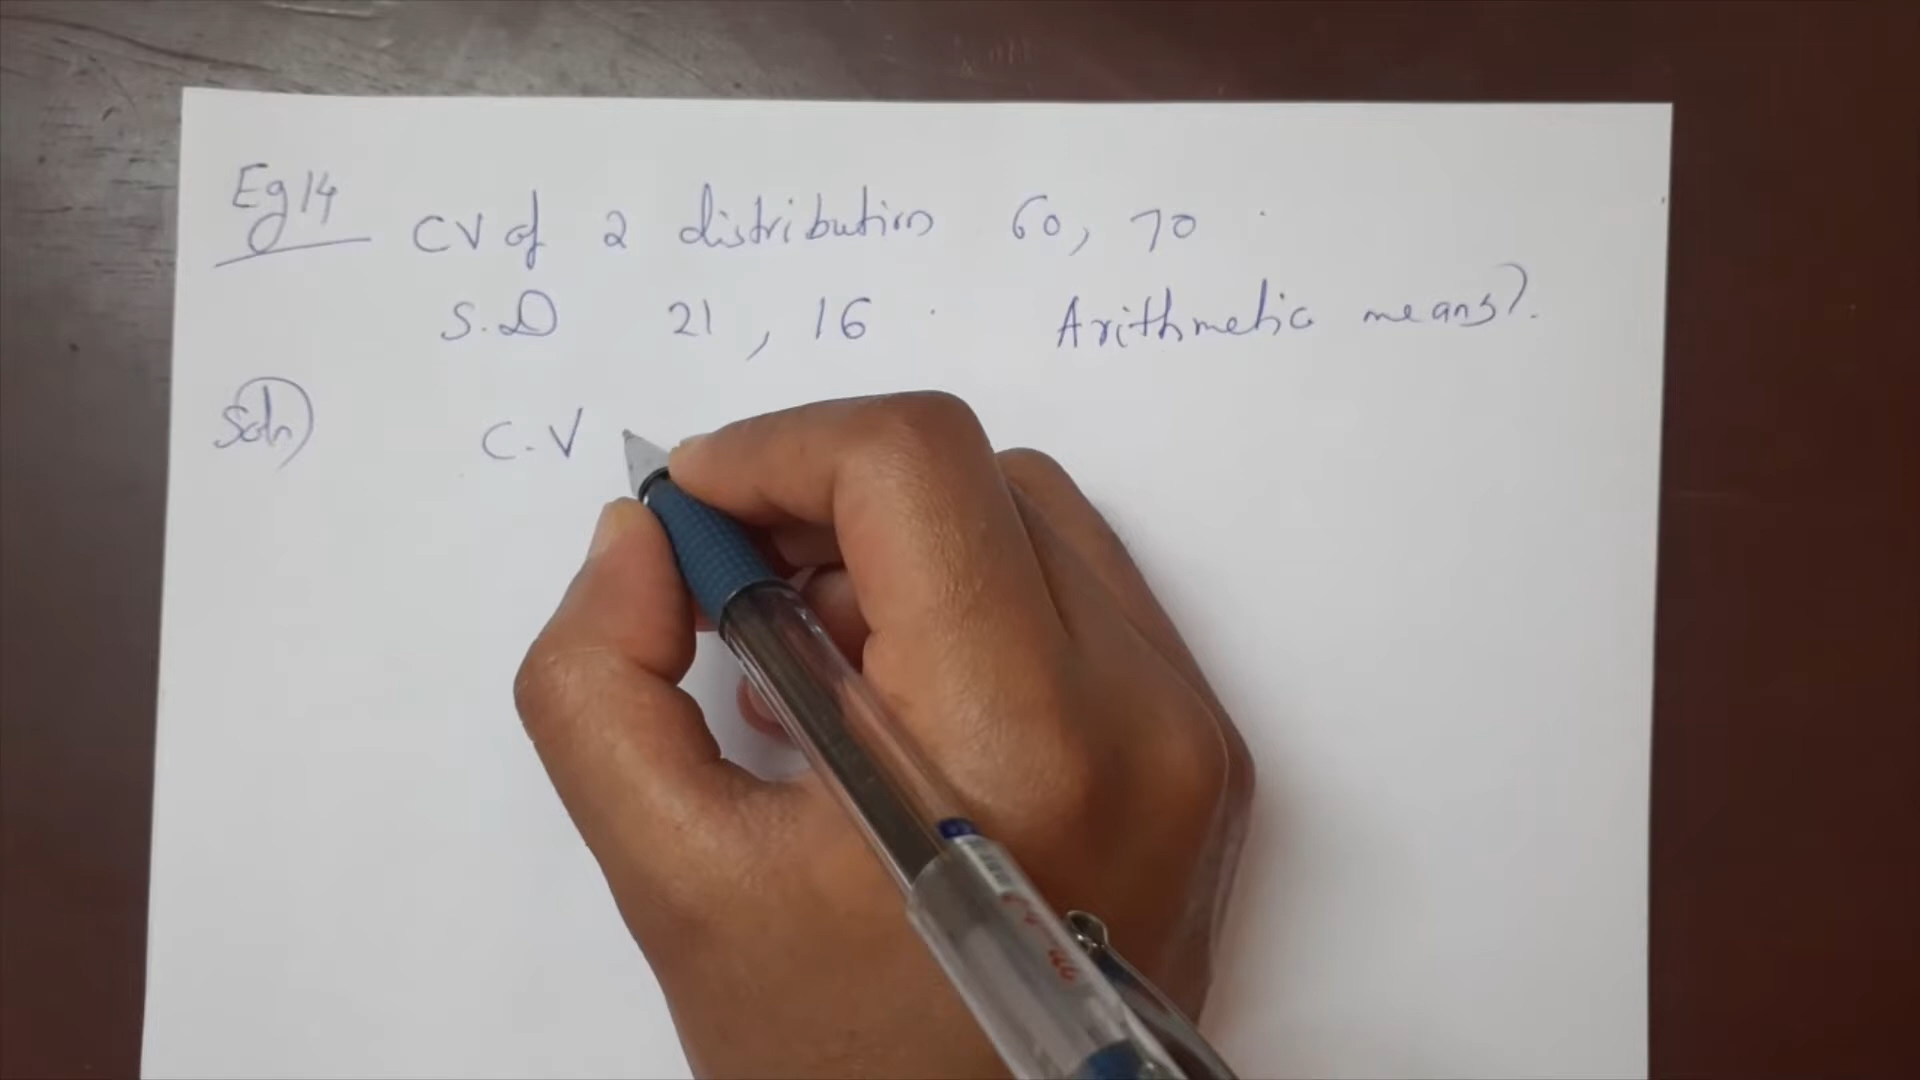 Eg 14 CV of 2 distribution 60, 70.
S.D 21, 16. Arithmetic means?.
Soln) C.V